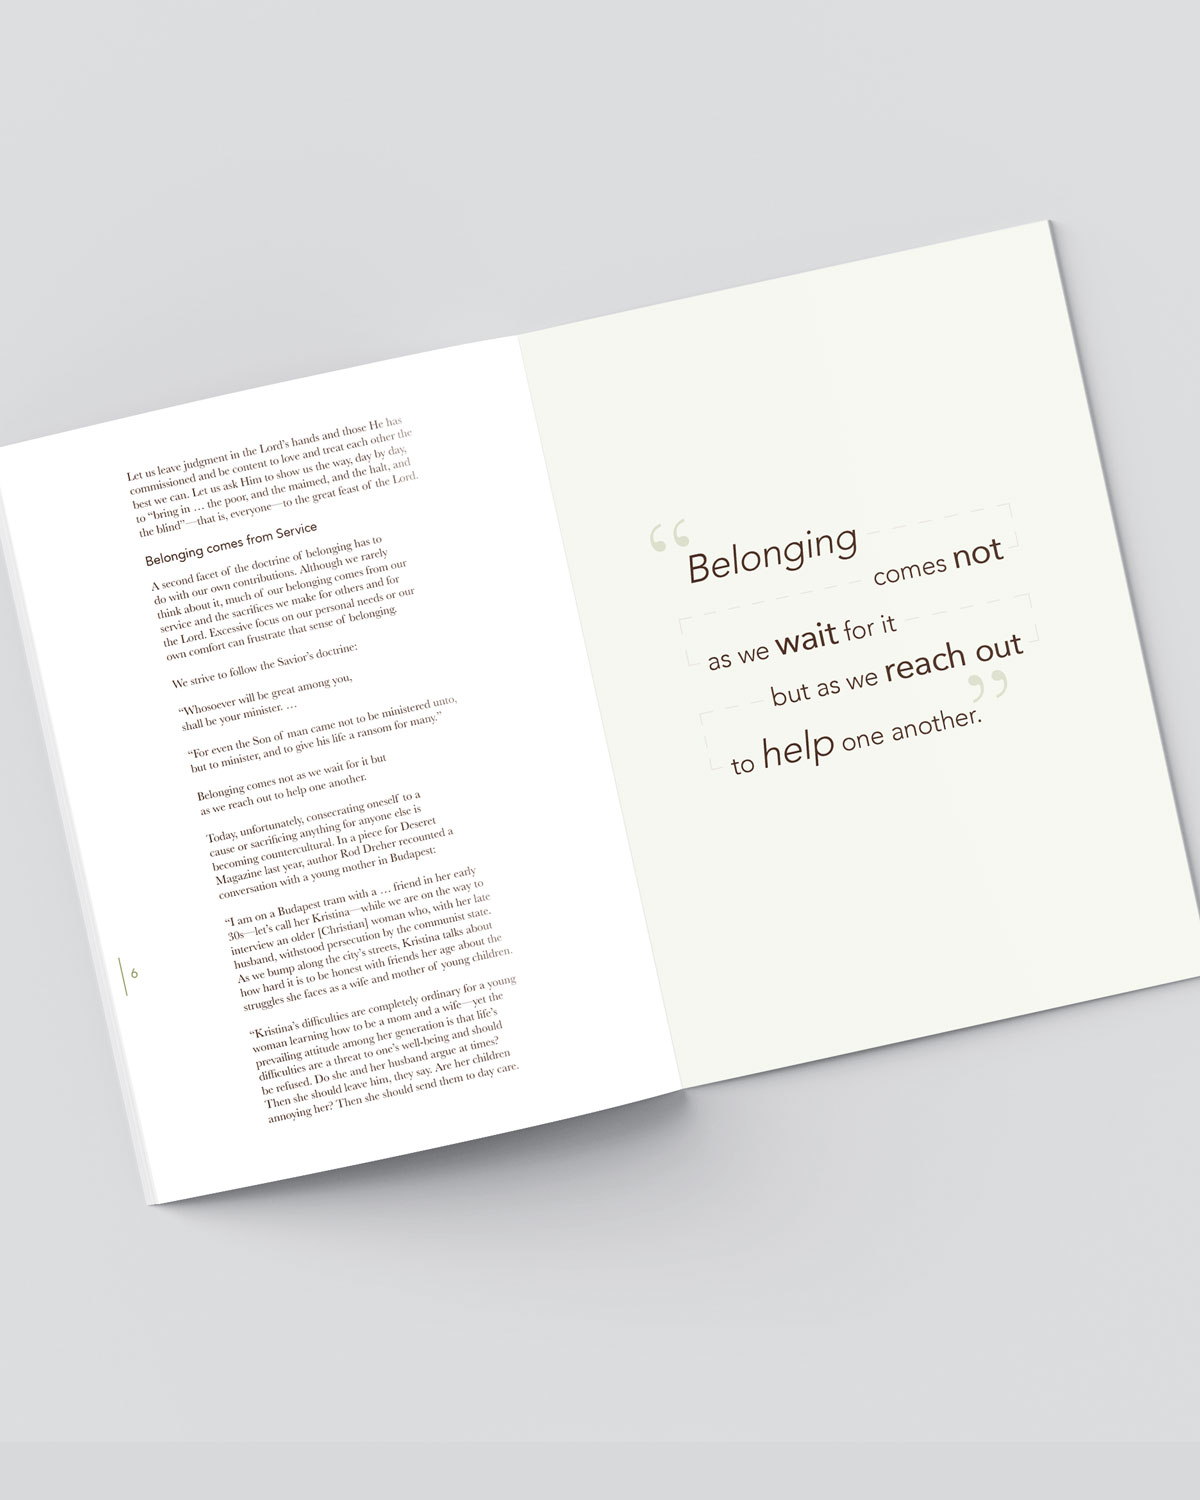 Let us leave judgment in the Lord’s hands and those He has
commissioned and be content to love and treat each other the
best we can. Let us ask Him to show us the way, day by day,
to “bring in … the poor, and the maimed, and the halt, and
the blind”—that is, everyone—to the great feast of the Lord.
Belonging comes from Service
A second facet of the doctrine of belonging has to
do with our own contributions. Although we rarely
think about it, much of our belonging comes from our
service and the sacrifices we make for others and for
the Lord. Excessive focus on our personal needs or our
own comfort can frustrate that sense of belonging.
We strive to follow the Savior’s doctrine:
“Whosoever will be great among you,
shall be your minister. …
“For even the Son of man came not to be ministered unto,
but to minister, and to give his life a ransom for many.”
Belonging comes not as we wait for it but
as we reach out to help one another.
Today, unfortunately, consecrating oneself to a
cause or sacrificing anything for anyone else is
becoming countercultural. In a piece for Deseret
Magazine last year, author Rod Dreher recounted a
conversation with a young mother in Budapest:
“I am on a Budapest tram with a … friend in her early
30s—let’s call her Kristina—while we are on the way to
interview an older [Christian] woman who, with her late
husband, withstood persecution by the communist state.
As we bump along the city’s streets, Kristina talks about
how hard it is to be honest with friends her age about the
struggles she faces as a wife and mother of young children.
“Kristina’s difficulties are completely ordinary for a young
woman learning how to be a mom and a wife—yet the
prevailing attitude among her generation is that life’s
difficulties are a threat to one’s well-being and should
be refused. Do she and her husband argue at times?
Then she should leave him, they say. Are her children
annoying her? Then she should send them to day care.
6
“Belonging
comes not
as we wait for it
but as we reach out
to help one another.”